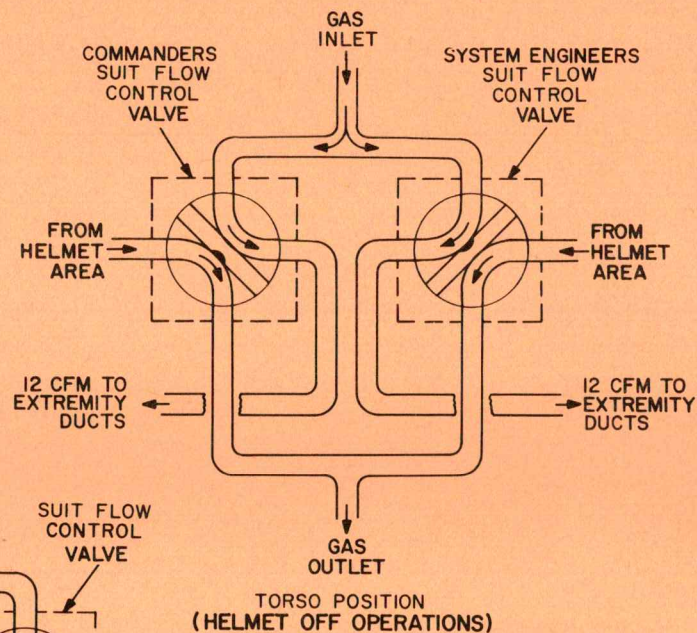 GAS
INLET
COMMANDERS
SUIT FLOW
CONTROL
VALVE
SYSTEM ENGINEERS
SUIT FLOW
CONTROL
VALVE
FROM
HELMET
AREA
FROM
HELMET
AREA
12 CFM TO
EXTREMITY
DUCTS
12 CFM TO
EXTREMITY
DUCTS
SUIT FLOW
CONTROL
VALVE
GAS
OUTLET
TORSO POSITION
(HELMET OFF OPERATIONS)